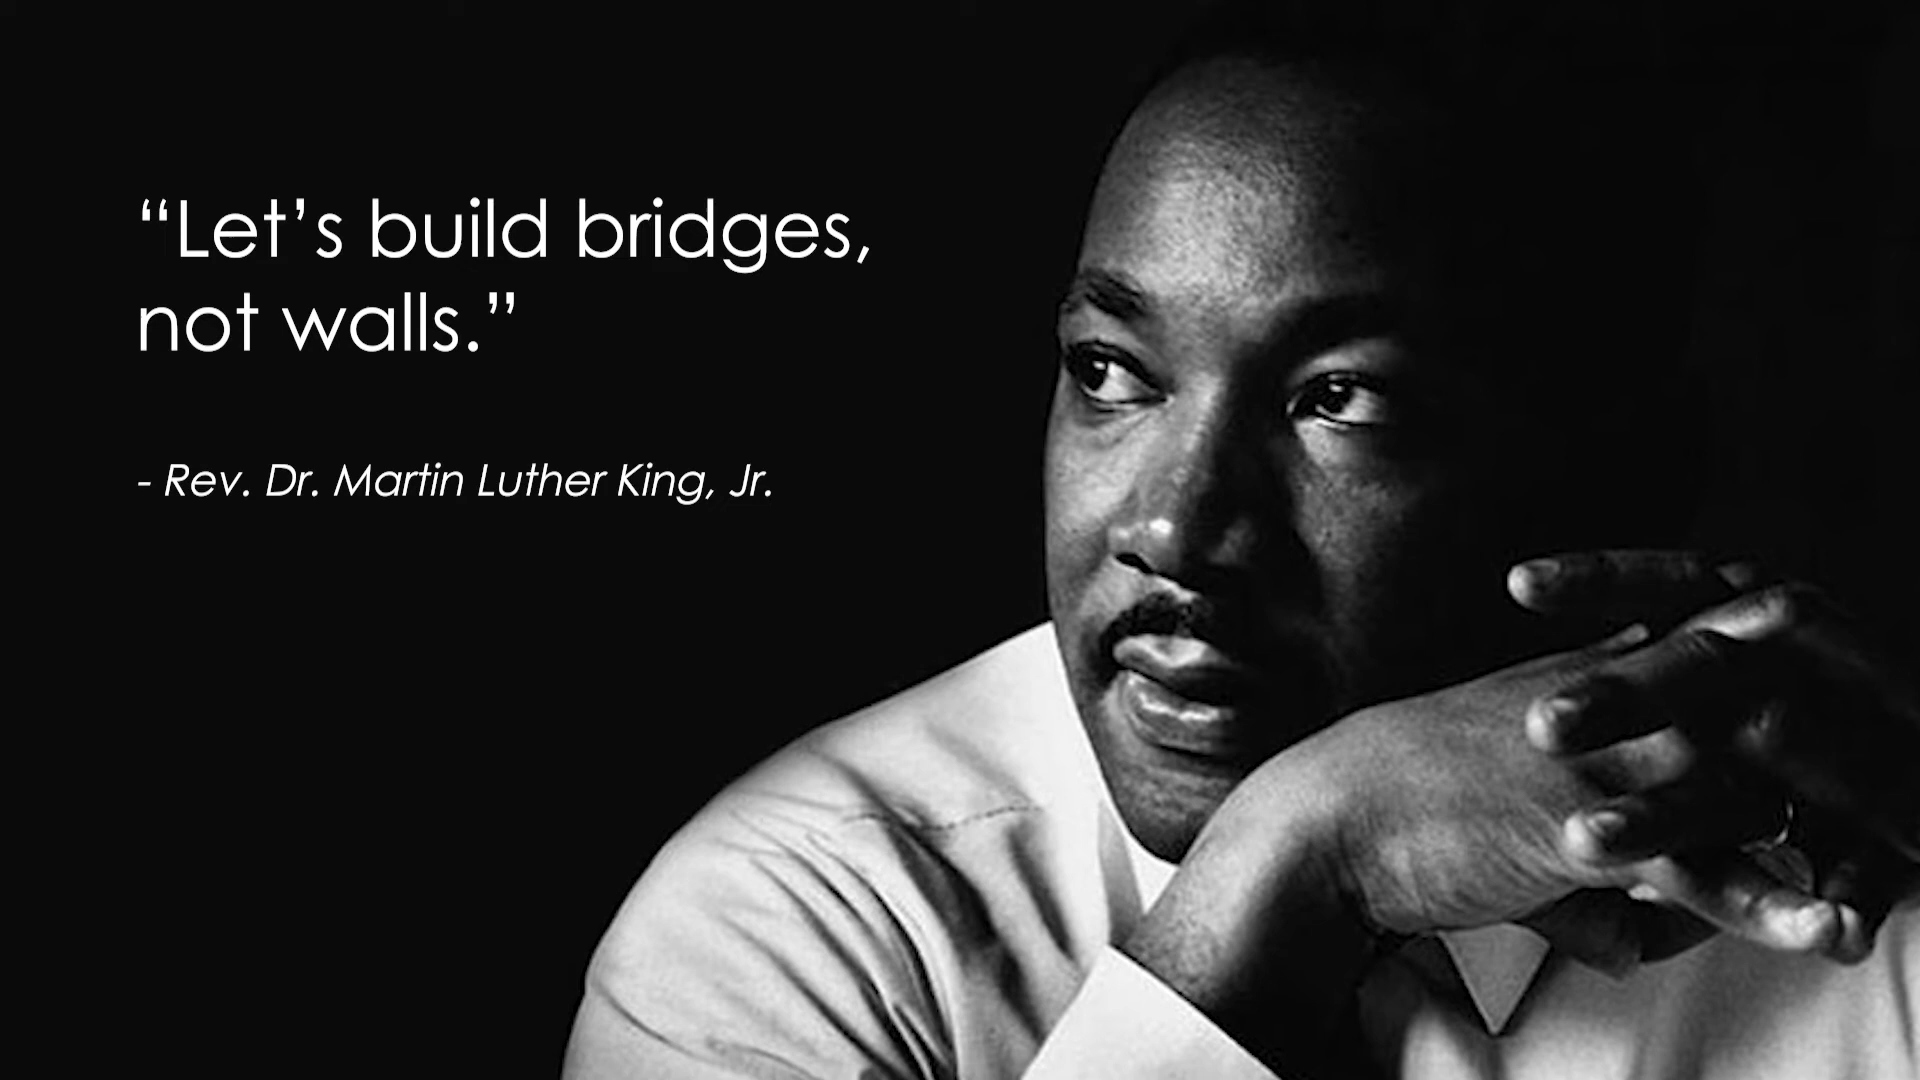 “Let’s build bridges,
not walls.”
- Rev. Dr. Martin Luther King, Jr.